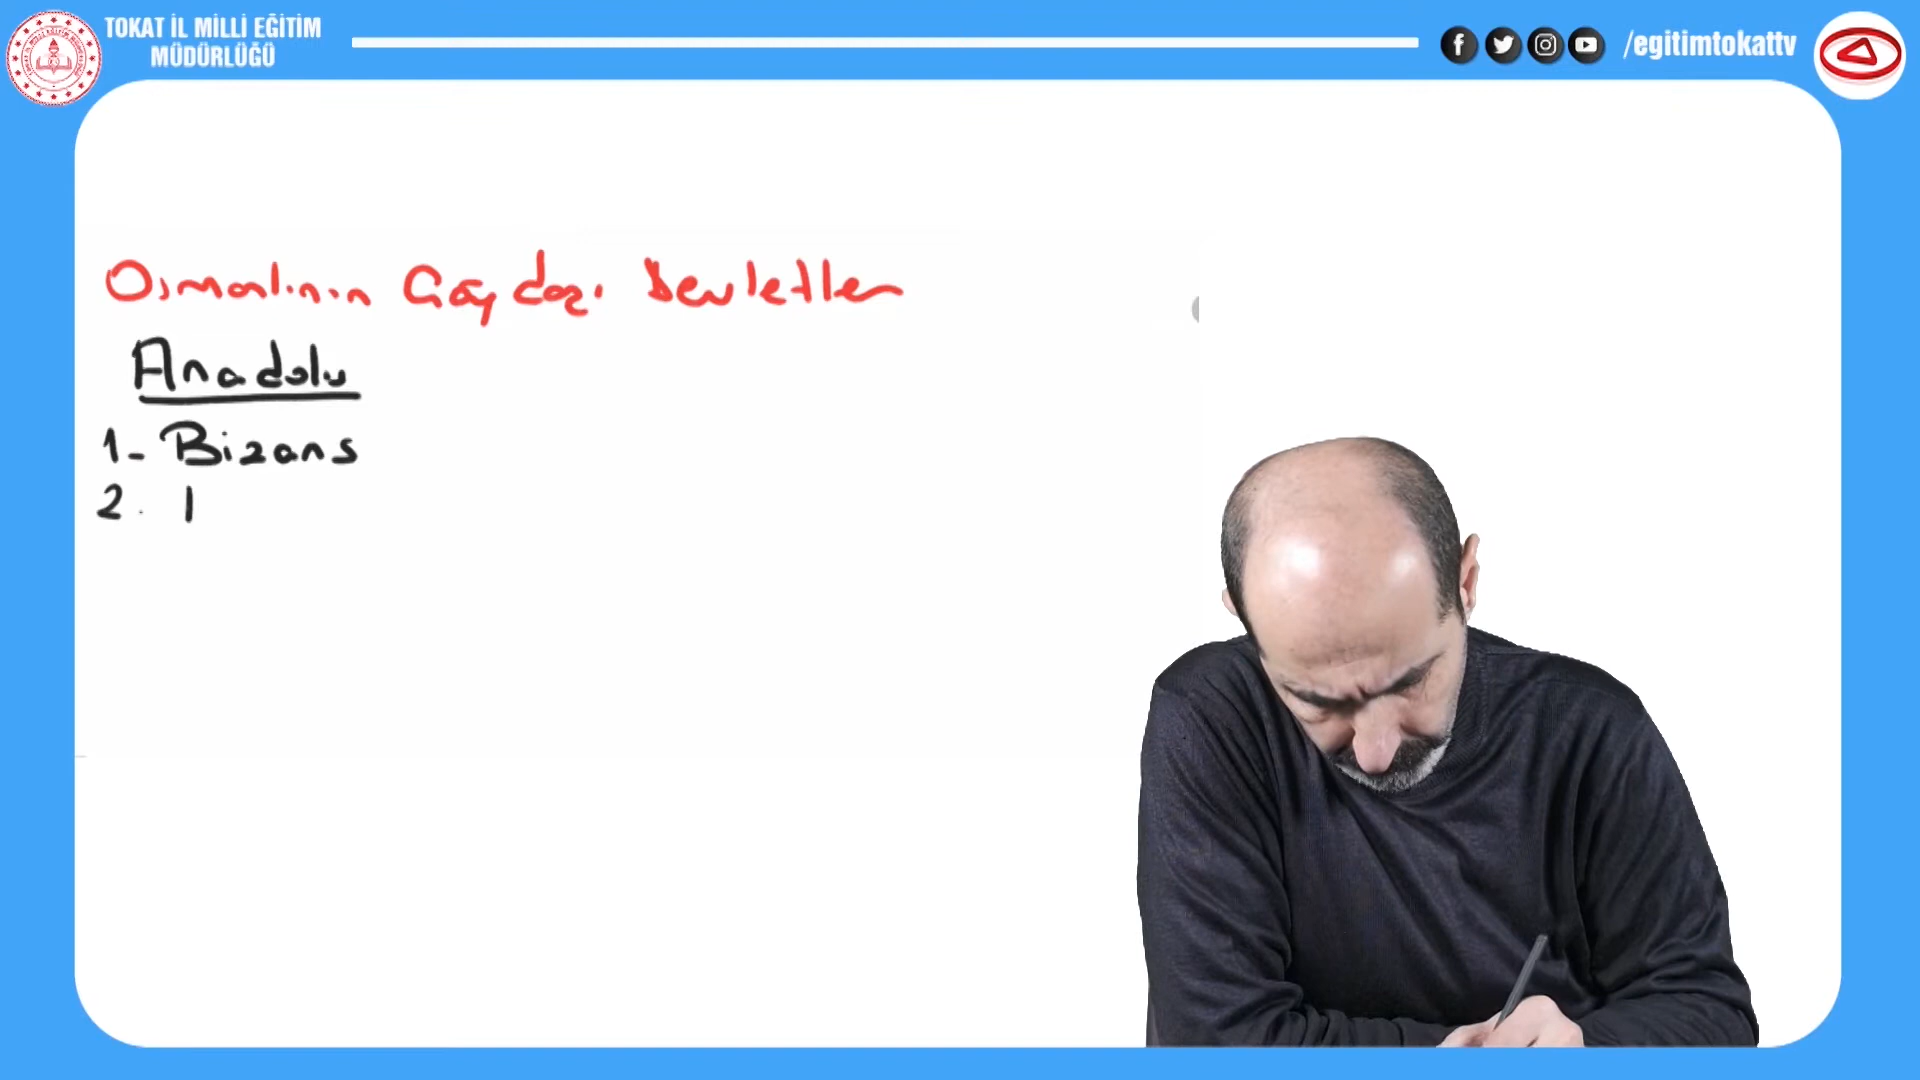 TOKAT İL MİLLİ EĞİTİM
MÜDÜRLÜĞÜ
/egitimtokattv
Osmanlının Çağdaşı Devletler
Anadolu
1- Bizans
2. I